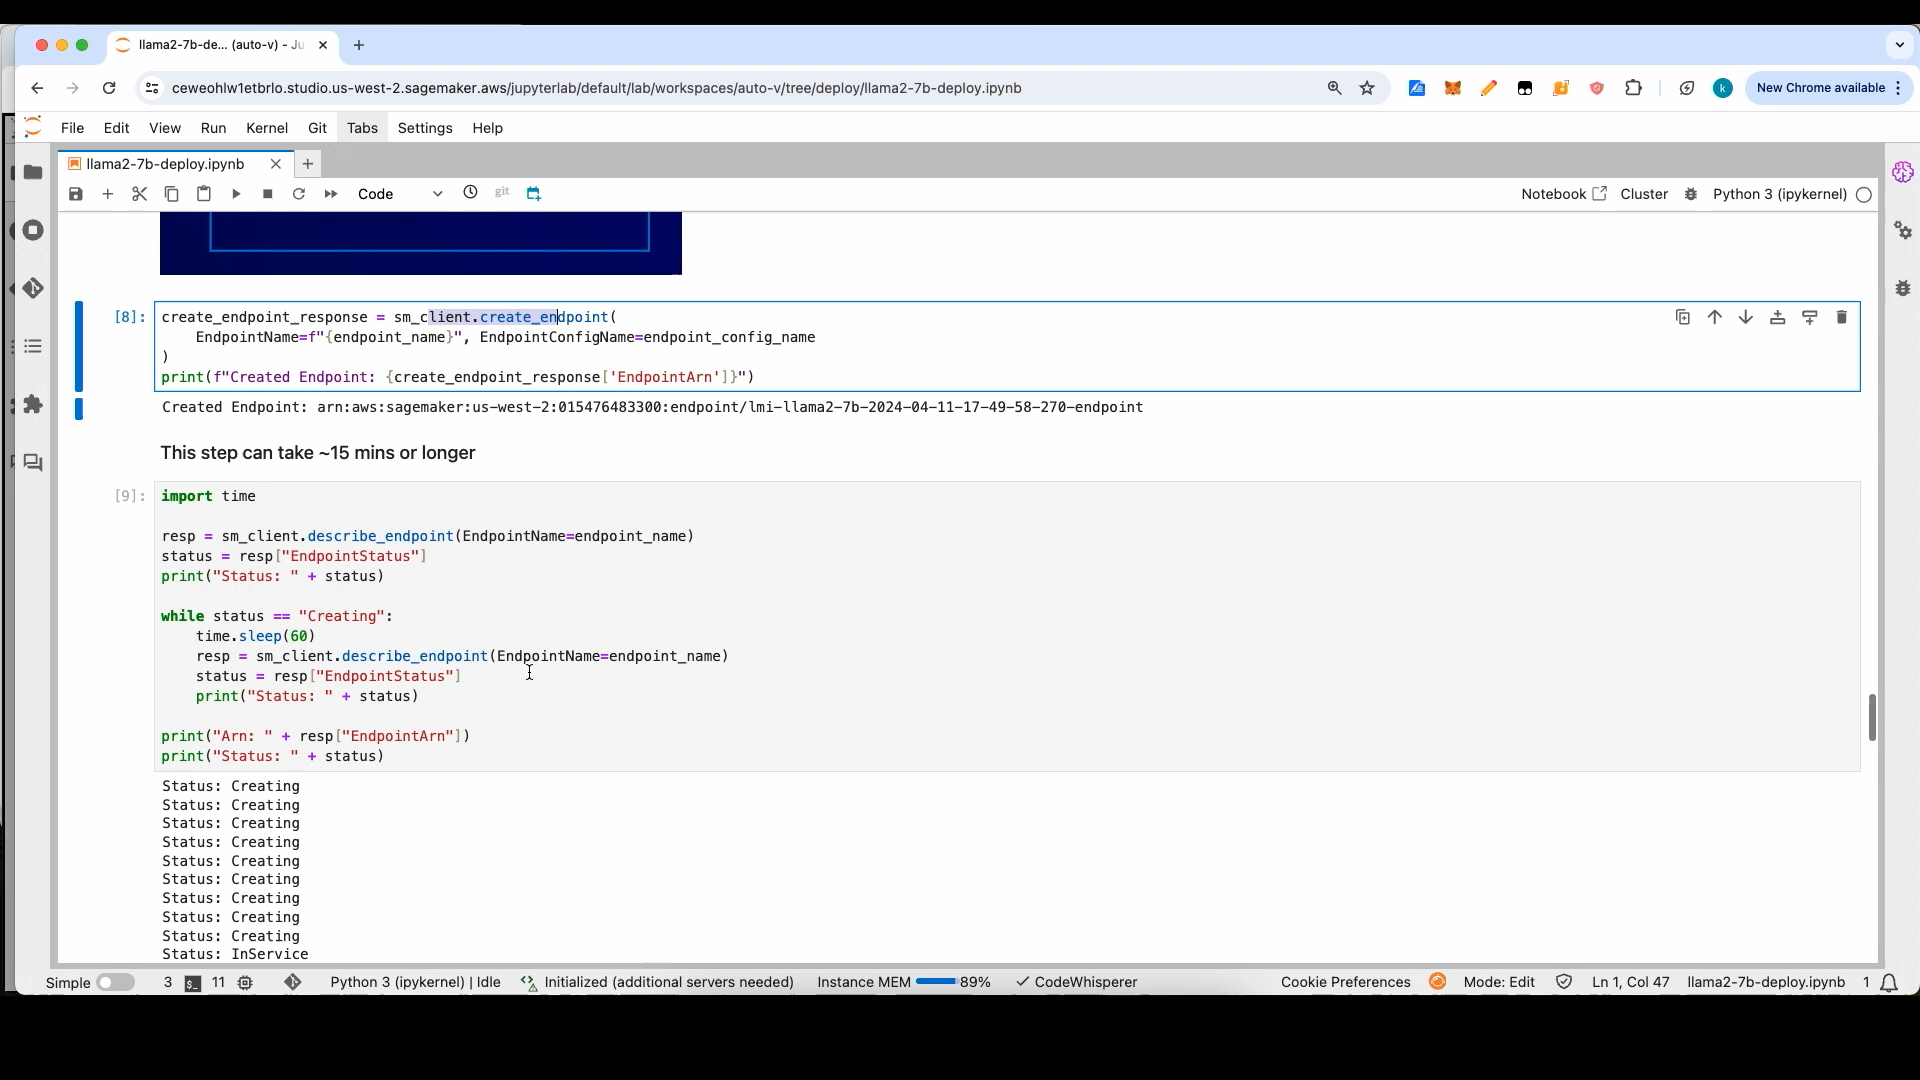 llama2-7b-de... (auto-v) - Ju
ceweohlw1etbrlo.studio.us-west-2.sagemaker.aws/jupyterlab/default/lab/workspaces/auto-v/tree/deploy/llama2-7b-deploy.ipynb
k
New Chrome available
File Edit View Run Kernel Git Tabs Settings Help
llama2-7b-deploy.ipynb
Code
git
Notebook
Cluster
Python 3 (ipykernel)
[8]:
create_endpoint_response = sm_client.create_endpoint(
    EndpointName=f"{endpoint_name}", EndpointConfigName=endpoint_config_name
)
print(f"Created Endpoint: {create_endpoint_response['EndpointArn']}")
Created Endpoint: arn:aws:sagemaker:us-west-2:015476483300:endpoint/lmi-llama2-7b-2024-04-11-17-49-58-270-endpoint
This step can take ~15 mins or longer
[9]:
import time
resp = sm_client.describe_endpoint(EndpointName=endpoint_name)
status = resp["EndpointStatus"]
print("Status: " + status)
while status == "Creating":
    time.sleep(60)
    resp = sm_client.describe_endpoint(EndpointName=endpoint_name)
    status = resp["EndpointStatus"]
    print("Status: " + status)
print("Arn: " + resp["EndpointArn"])
print("Status: " + status)
Status: Creating
Status: Creating
Status: Creating
Status: Creating
Status: Creating
Status: Creating
Status: Creating
Status: Creating
Status: Creating
Status: InService
Simple 3 11 Python 3 (ipykernel) | Idle Initialized (additional servers needed) Instance MEM 89% CodeWhisperer Cookie Preferences Mode: Edit Ln 1, Col 47 llama2-7b-deploy.ipynb 1